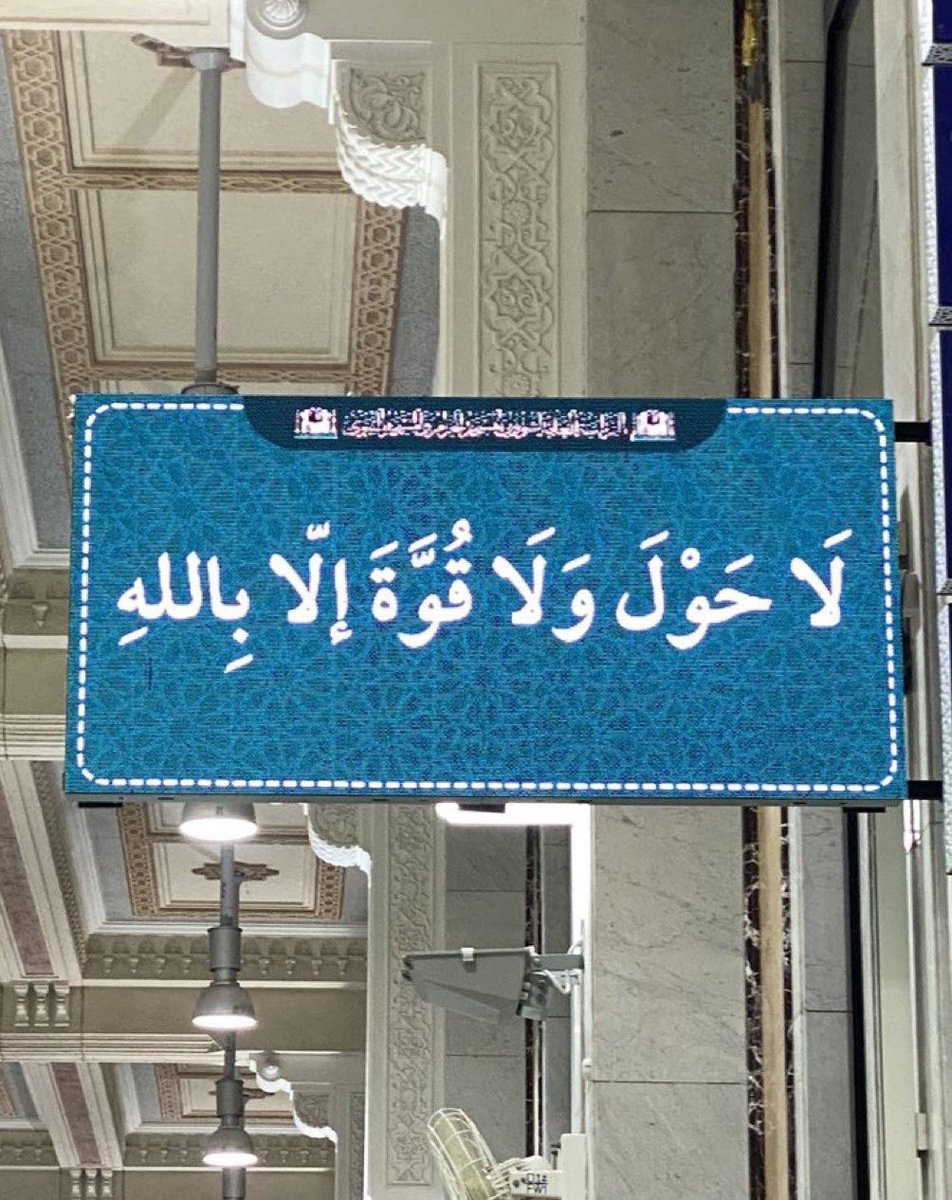 لَا حَوْلَ وَلَا قُوَّةَ إلّا بِاللهِ